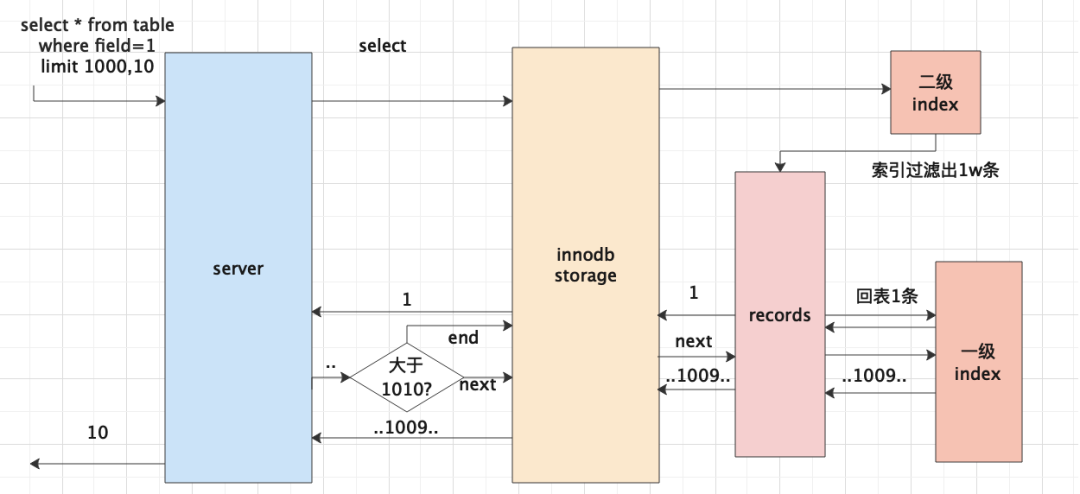 select * from table
where field=1
limit 1000,10
select
二级
index
索引过滤出1w条
server
innodb
storage
1
1
回表1条
records
end
next
..
大于
1010?
next
..1009..
..1009..
一级
index
..1009..
10